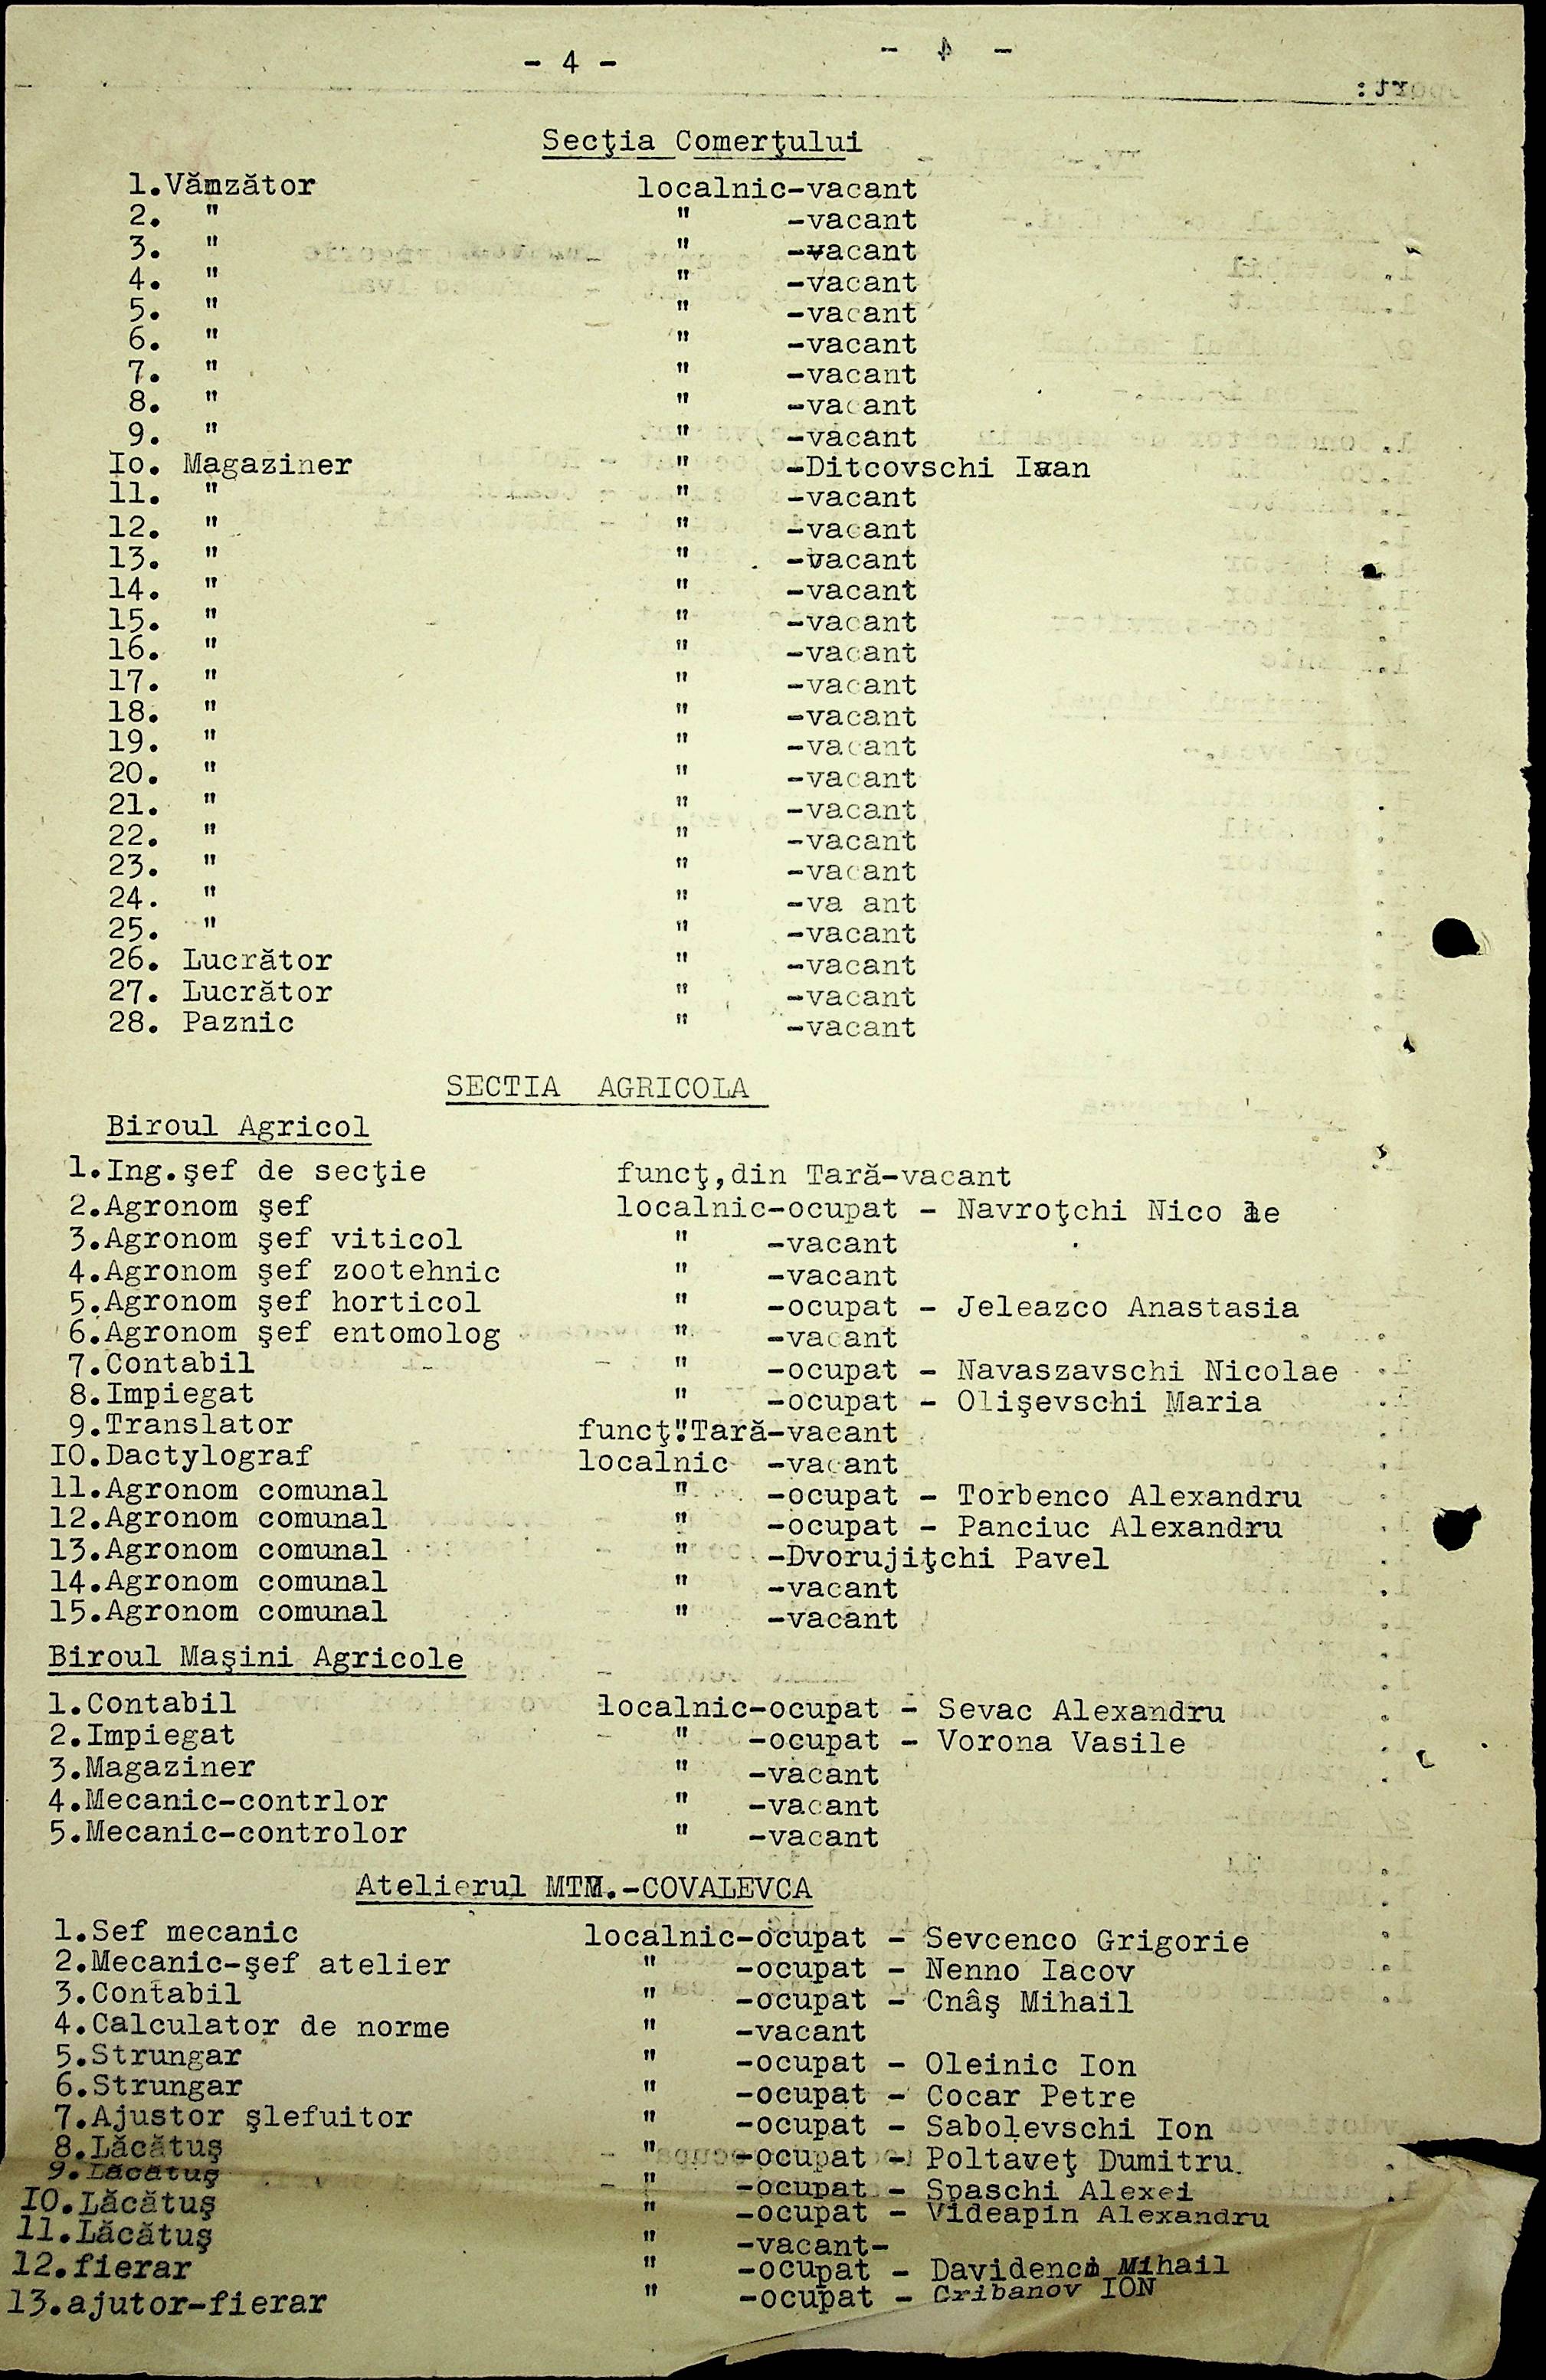 - 4 -
Secţia Comerţului
1.Vămzător localnic-vacant
2. " " -vacant
3. " " -vacant
4. " " -vacant
5. " " -vacant
6. " " -vacant
7. " " -vacant
8. " " -vacant
9. " " -vacant
Io. Magaziner " -Ditcovschi Ivan
11. " " -vacant
12. " " -vacant
13. " " -vacant
14. " " -vacant
15. " " -vacant
16. " " -vacant
17. " " -vacant
18. " " -vacant
19. " " -vacant
20. " " -vacant
21. " " -vacant
22. " " -vacant
23. " " -vacant
24. " " -va ant
25. " " -vacant
26. Lucrător " -vacant
27. Lucrător " -vacant
28. Paznic " -vacant
SECTIA AGRICOLA
Biroul Agricol
1.Ing.şef de secţie funcţ,din Tară-vacant
2.Agronom şef localnic-ocupat - Navroţchi Nico lae
3.Agronom şef viticol " -vacant
4.Agronom şef zootehnic " -vacant
5.Agronom şef horticol " -ocupat - Jeleazco Anastasia
6.Agronom şef entomolog " -vacant
7.Contabil " -ocupat - Navaszavschi Nicolae
8.Impiegat " -ocupat - Olişevschi Maria
9.Translator funcţ".Tară-vacant
IO.Dactylograf localnic -vacant
11.Agronom comunal " -ocupat - Torbenco Alexandru
12.Agronom comunal " -ocupat - Panciuc Alexandru
13.Agronom comunal " -Dvorujiţchi Pavel
14.Agronom comunal " -vacant
15.Agronom comunal " -vacant
Biroul Maşini Agricole
1.Contabil localnic-ocupat - Sevac Alexandru
2.Impiegat " -ocupat - Vorona Vasile
3.Magaziner " -vacant
4.Mecanic-contrlor " -vacant
5.Mecanic-controlor " -vacant
Atelierul MTM.-COVALEVCA
1.Sef mecanic localnic-ocupat - Sevcenco Grigorie
2.Mecanic-şef atelier " -ocupat - Nenno Iacov
3.Contabil " -ocupat - Cnâş Mihail
4.Calculator de norme " -vacant
5.Strungar " -ocupat - Oleinic Ion
6.Strungar " -ocupat - Cocar Petre
7.Ajustor şlefuitor " -ocupat - Sabolevschi Ion
8.Lăcătuş " -ocupat - Poltaveţ Dumitru
9.Lăcătuş " -ocupat - Spaschi Alexei
IO.Lăcătuş " -ocupat - Videapin Alexandru
11.Lăcătuş " -vacant-
12.fierar " -ocupat - Davidenco Mihail
13.ajutor-fierar " -ocupat - Gribanov ION